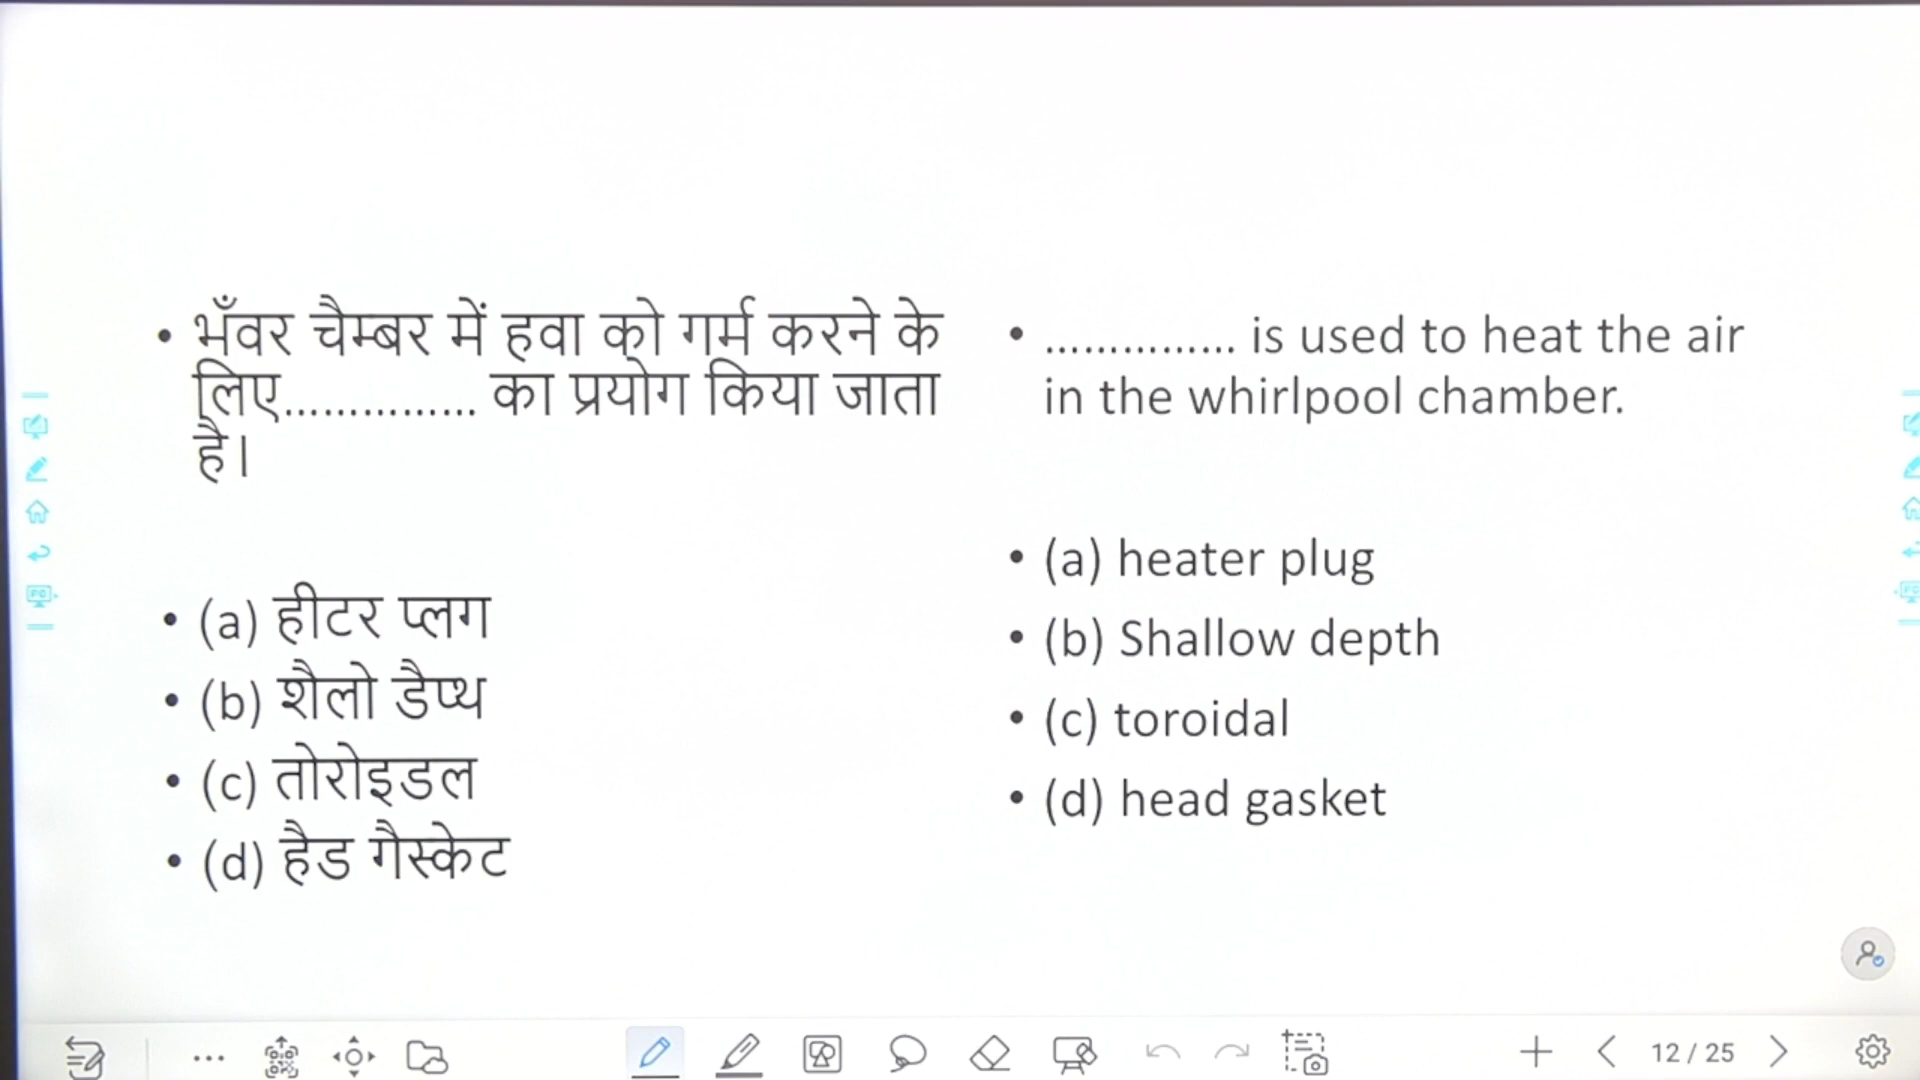 • भँवर चैम्बर में हवा को गर्म करने के
लिए............... का प्रयोग किया जाता
है।
• (a) हीटर प्लग
• (b) शैलो डैप्थ
• (c) तोरोइडल
• (d) हैड गैस्केट
• ............... is used to heat the air
in the whirlpool chamber.
• (a) heater plug
• (b) Shallow depth
• (c) toroidal
• (d) head gasket
12 / 25